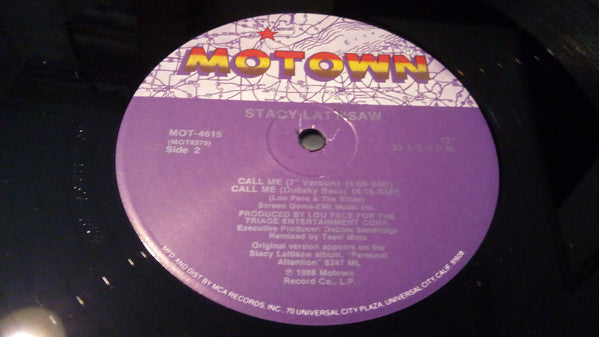 MOTOWN
STACY LATTISAW
MOT-4615
(MOT8279)
Side 2
12"
33 1/3 R.P.M.
CALL ME (7" Version) (4:05-BMI)
CALL ME (Dubsky Bass) (4:15-BMI)
(Lou Pace & The Blaze)
Screen Gems-EMI Music Inc.
PRODUCED BY LOU PACE FOR THE
TRIAGE ENTERTAINMENT CORP.
Executive Producer: Debbie Sandridge
Remixed by Taavi Mote
Original version appears on the
Stacy Lattisaw album, "Personal
Attention" 6247 ML
℗ 1988 Motown
Record Co., L.P.
MFD AND DIST BY MCA RECORDS, INC., 70 UNIVERSAL CITY PLAZA, UNIVERSAL CITY, CALIF. 91608